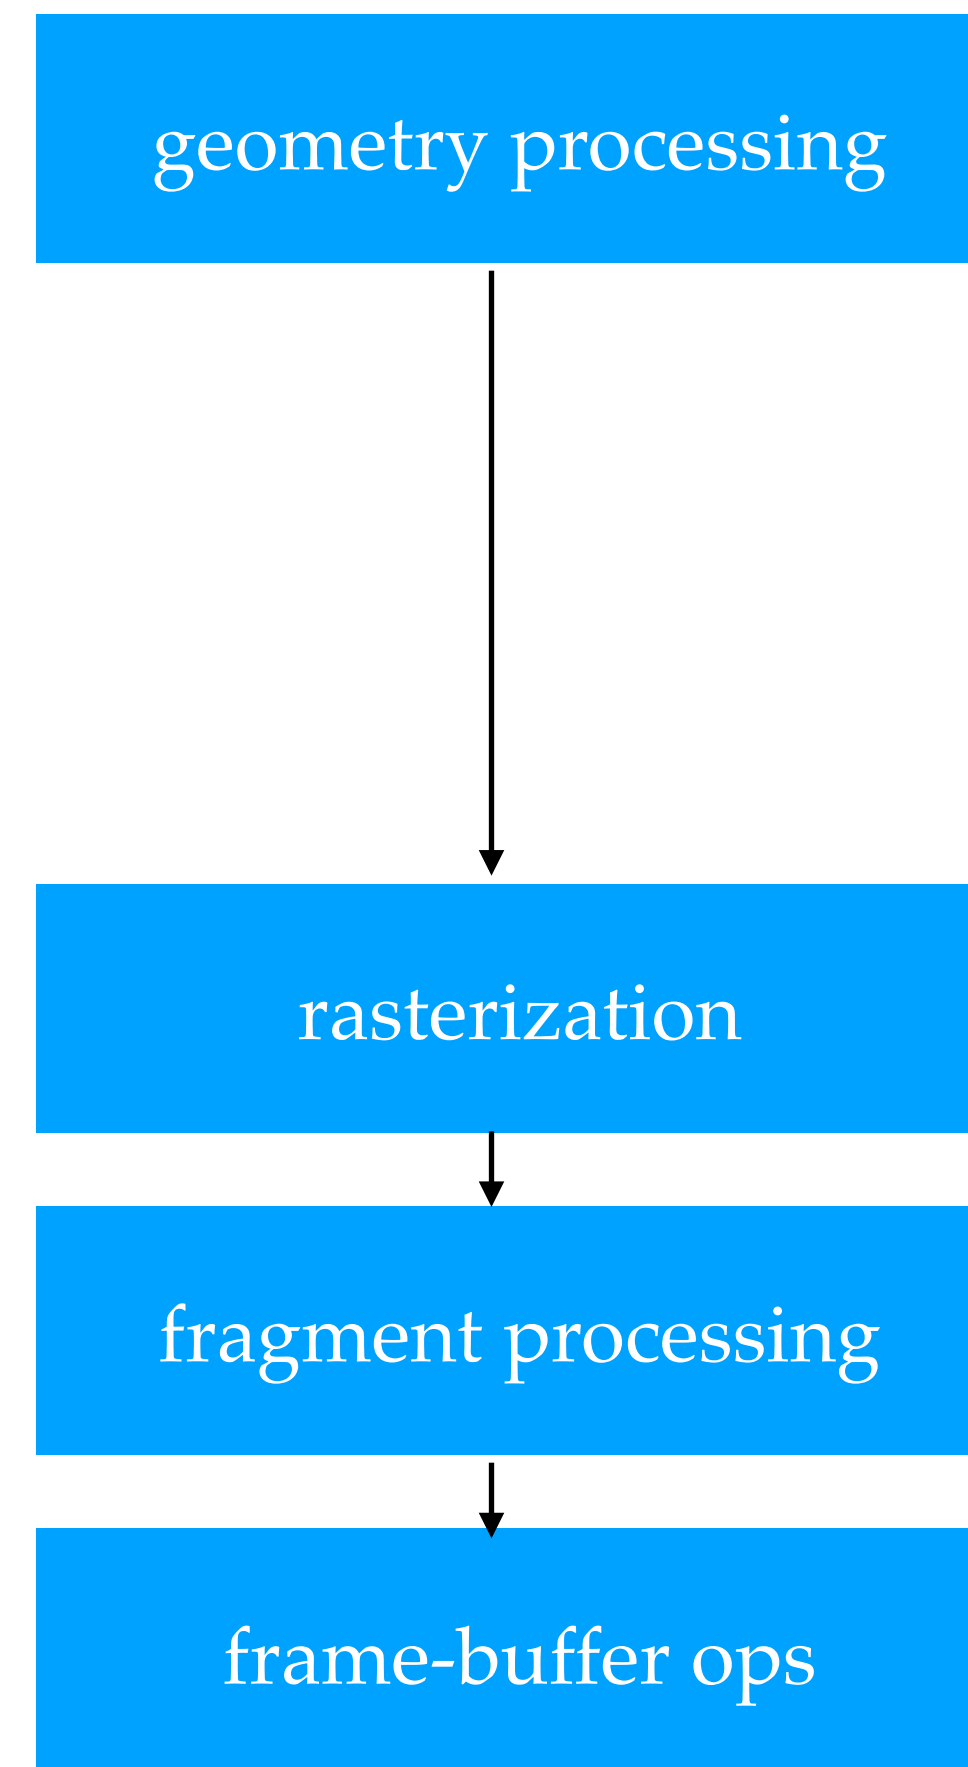 geometry processing
rasterization
fragment processing
frame-buffer ops